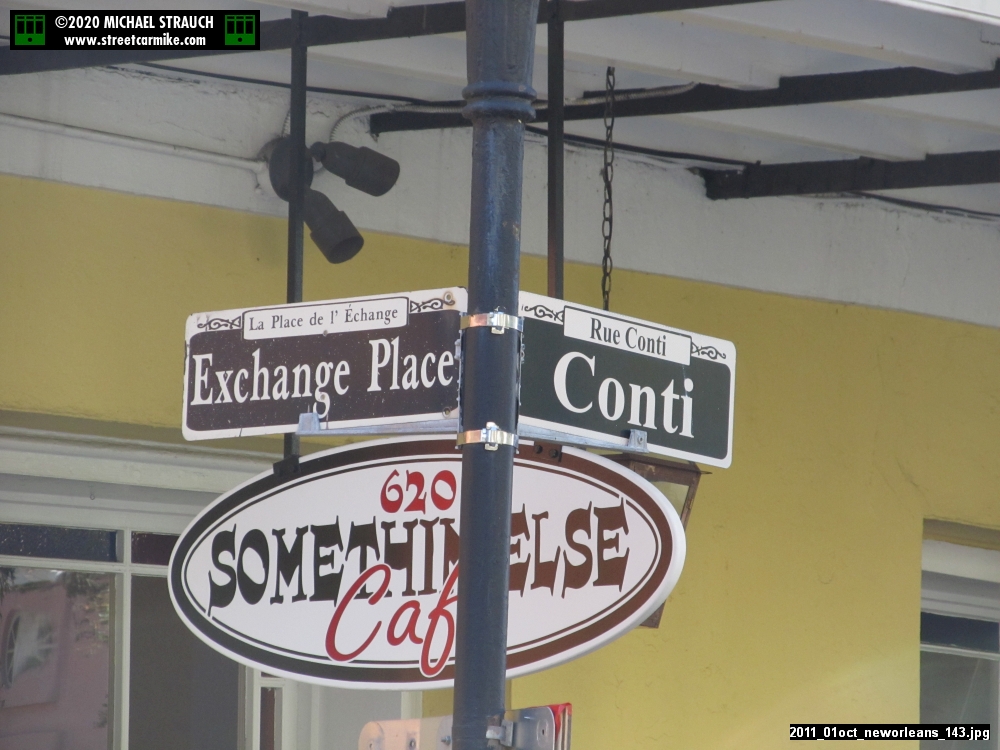 ©2020 MICHAEL STRAUCH
www.streetcarmike.com
La Place de l' Échange
Exchange Place
Rue Conti
Conti
620
SOMETHIN ELSE
Caf
2011_01oct_neworleans_143.jpg